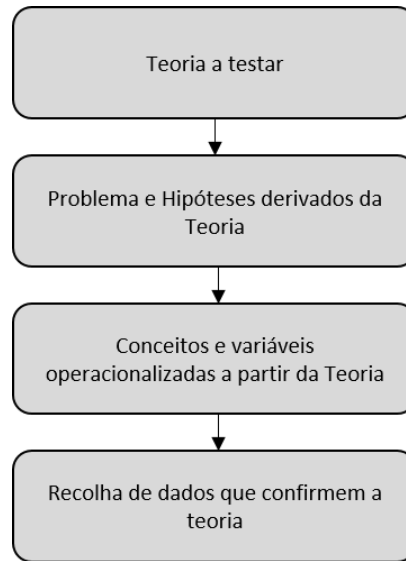 Teoria a testar
Problema e Hipóteses derivados da
Teoria
Conceitos e variáveis
operacionalizadas a partir da Teoria
Recolha de dados que confirmem a
teoria